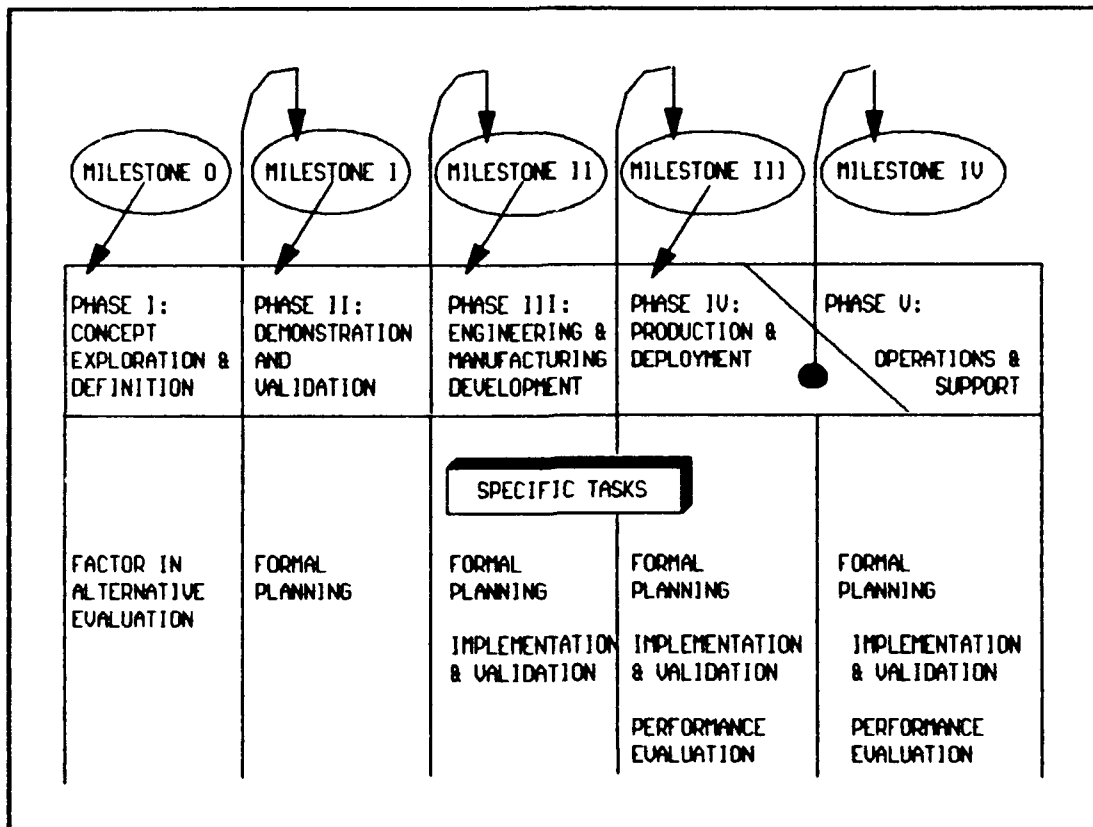 MILESTONE 0
MILESTONE I
MILESTONE II
MILESTONE III
MILESTONE IV
PHASE I:
CONCEPT
EXPLORATION &
DEFINITION
PHASE II:
DEMONSTRATION
AND
VALIDATION
PHASE III:
ENGINEERING &
MANUFACTURING
DEVELOPMENT
PHASE IV:
PRODUCTION &
DEPLOYMENT
PHASE V:
OPERATIONS &
SUPPORT
SPECIFIC TASKS
FACTOR IN
ALTERNATIVE
EVALUATION
FORMAL
PLANNING
FORMAL
PLANNING
IMPLEMENTATION
& VALIDATION
FORMAL
PLANNING
IMPLEMENTATION
& VALIDATION
PERFORMANCE
EVALUATION
FORMAL
PLANNING
IMPLEMENTATION
& VALIDATION
PERFORMANCE
EVALUATION